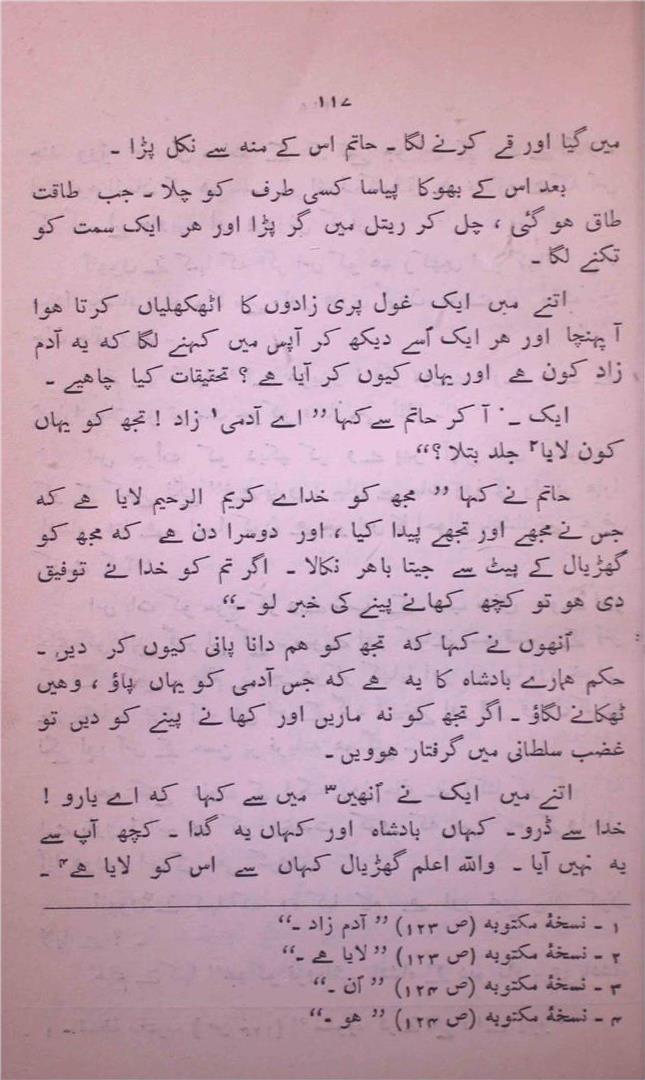 ۱۱۷
میں گیا اور قے کرنے لگا ۔ حاتم اس کے منہ سے نکل پڑا ۔
بعد اس کے بھوکا پیاسا کسی طرف کو چلا ۔ جب طاقت
طاق ہو گئی ، چل کر ریتل میں گر پڑا اور ہر ایک سمت کو
تکنے لگا ۔
اتنے میں ایک غول پری زادوں کا اٹھکھلیاں کرتا ہوا
آ پہنچا اور ہر ایک اُسے دیکھ کر آپس میں کہنے لگا کہ یہ آدم
زاد کون ہے اور یہاں کیوں کر آیا ہے ؟ تحقیقات کیا چاہیے ۔
ایک نے آ کر حاتم سے کہا ” اے آدمی۱ زاد ! تجھ کو یہاں
کون لایا۲ جلد بتلا ؟“
حاتم نے کہا ” مجھ کو خداے کریم الرحیم لایا ہے کہ
جس نے مجھے اور تجھے پیدا کیا ، اور دوسرا دن ہے کہ مجھ کو
گھڑیال کے پیٹ سے جیتا باہر نکالا ۔ اگر تم کو خدا نے توفیق
دی ہو تو کچھ کھانے پینے کی خبر لو ۔“
اُنھوں نے کہا کہ تجھ کو ہم دانا پانی کیوں کر دیں ۔
حکم ہمارے بادشاہ کا یہ ہے کہ جس آدمی کو یہاں پاؤ ، وہیں
ٹھکانے لگاؤ ۔ اگر تجھ کو نہ ماریں اور کھانے پینے کو دیں تو
غضب سلطانی میں گرفتار ہوویں ۔
اتنے میں ایک نے اُنھیں۳ میں سے کہا کہ اے یارو !
خدا سے ڈرو ۔ کہاں بادشاہ اور کہاں یہ گدا ۔ کچھ آپ سے
یہ نہیں آیا ۔ واللہ اعلم گھڑیال کہاں سے اس کو لایا ہے۴ ۔
۱ ۔ نسخۂ مکتوبہ (ص ۱۲۳) ” آدم زاد ۔“
۲ ۔ نسخۂ مکتوبہ (ص ۱۲۳) ” لایا ہے ۔“
۳ ۔ نسخۂ مکتوبہ (ص ۱۲۴) ” اُن ۔“
۴ ۔ نسخۂ مکتوبہ (ص ۱۲۴) ” ہو ۔“